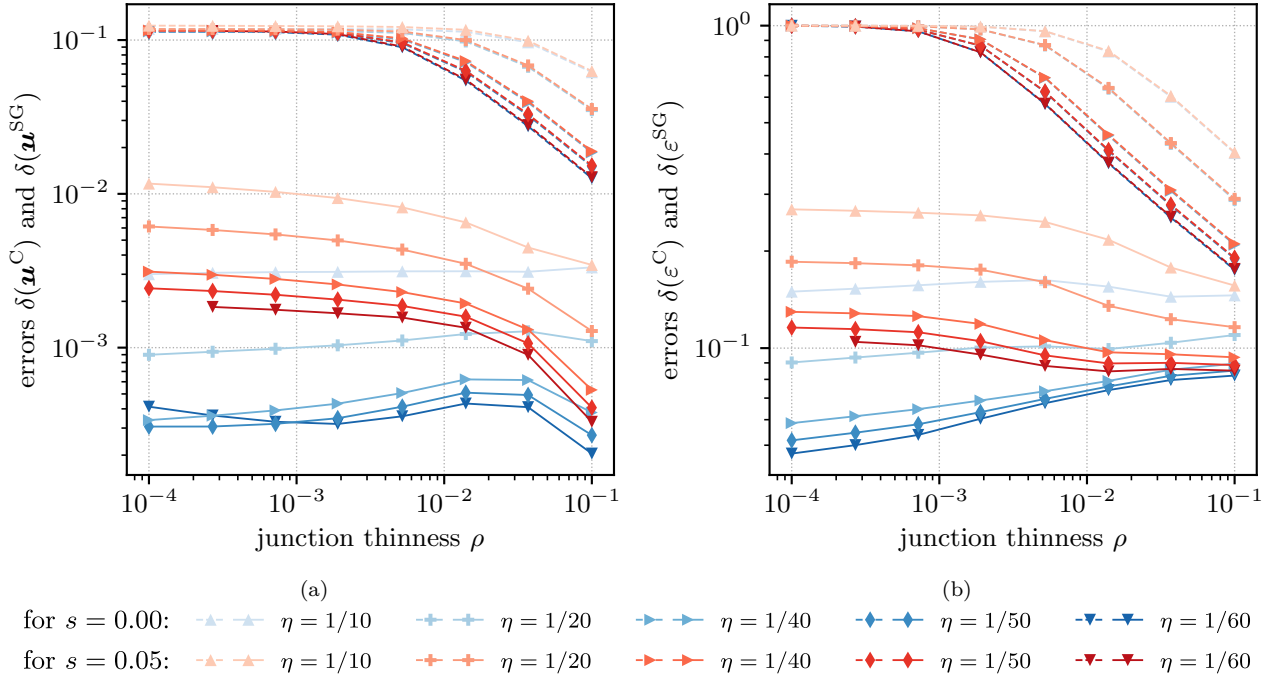 errors δ(𝒖^C) and δ(𝒖^SG)
10^−1
10^−2
10^−3
10^−4 10^−3 10^−2 10^−1
junction thinness ρ
(a)
errors δ(ε^C) and δ(ε^SG)
10^0
10^−1
10^−4 10^−3 10^−2 10^−1
junction thinness ρ
(b)
for s = 0.00: η = 1/10 η = 1/20 η = 1/40 η = 1/50 η = 1/60
for s = 0.05: η = 1/10 η = 1/20 η = 1/40 η = 1/50 η = 1/60